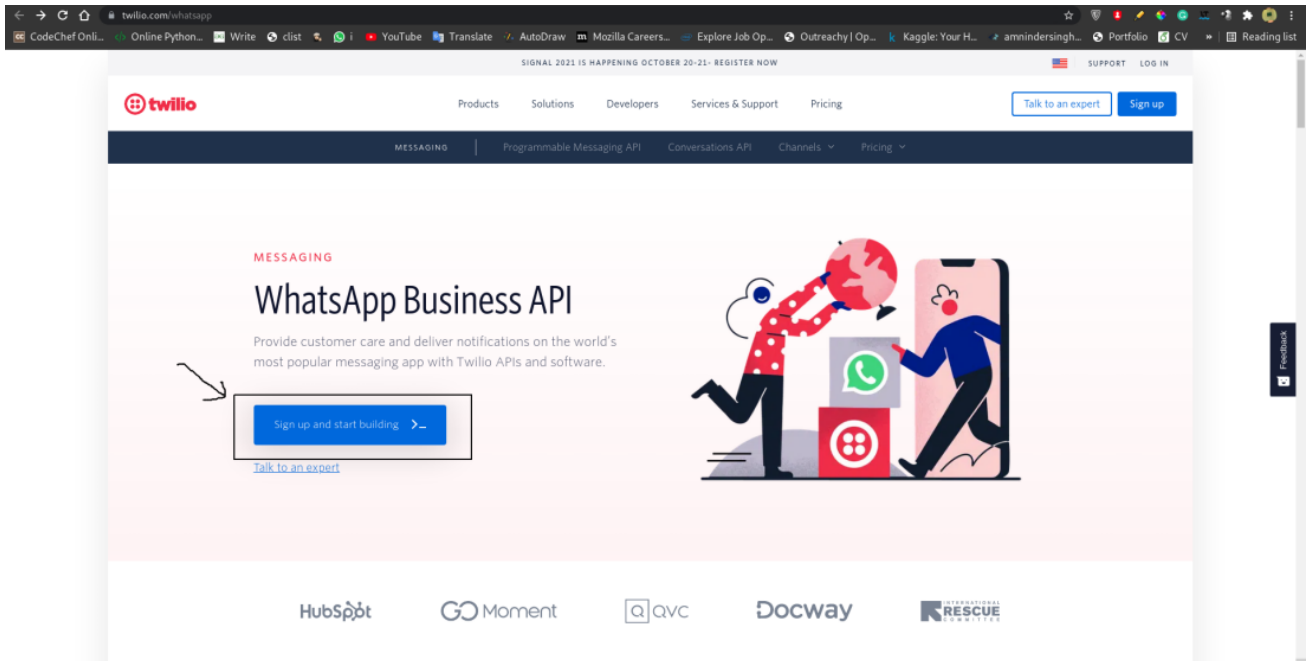 twilio.com/whatsapp
CodeChef Onli... Online Python... Write clist i YouTube Translate AutoDraw Mozilla Careers... Explore Job Op... Outreachy | Op... Kaggle: Your H... amnindersingh... Portfolio CV » Reading list
SIGNAL 2021 IS HAPPENING OCTOBER 20-21- REGISTER NOW SUPPORT LOG IN
twilio Products Solutions Developers Services & Support Pricing Talk to an expert Sign up
MESSAGING Programmable Messaging API Conversations API Channels Pricing
MESSAGING
WhatsApp Business API
Provide customer care and deliver notifications on the world's
most popular messaging app with Twilio APIs and software.
Feedback
Sign up and start building >_
Talk to an expert
HubSpot GO Moment Q QVC Docway INTERNATIONAL RESCUE COMMITTEE